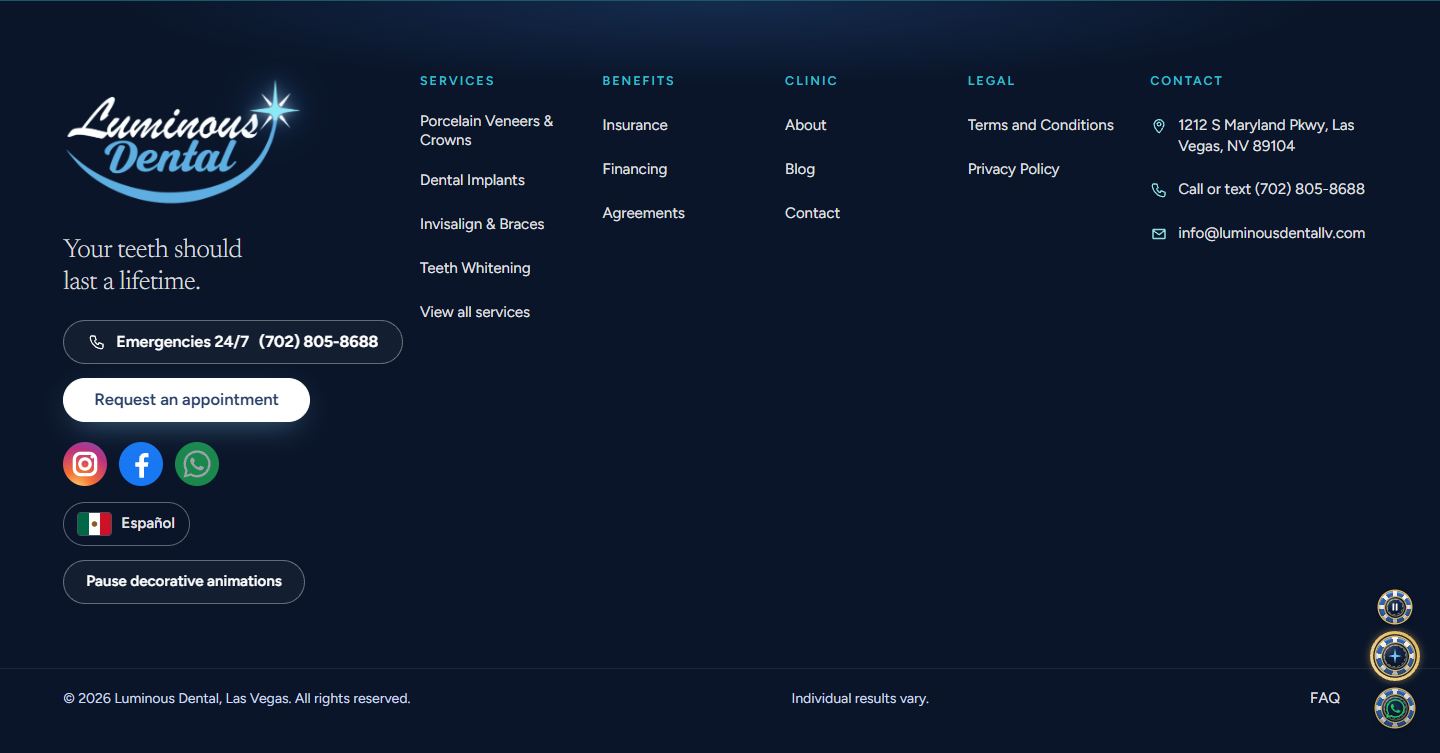 Luminous
Dental
Your teeth should
last a lifetime.
Emergencies 24/7 (702) 805-8688
Request an appointment
Español
Pause decorative animations
SERVICES
Porcelain Veneers &
Crowns
Dental Implants
Invisalign & Braces
Teeth Whitening
View all services
BENEFITS
Insurance
Financing
Agreements
CLINIC
About
Blog
Contact
LEGAL
Terms and Conditions
Privacy Policy
CONTACT
1212 S Maryland Pkwy, Las
Vegas, NV 89104
Call or text (702) 805-8688
info@luminousdentallv.com
© 2026 Luminous Dental, Las Vegas. All rights reserved.
Individual results vary.
FAQ